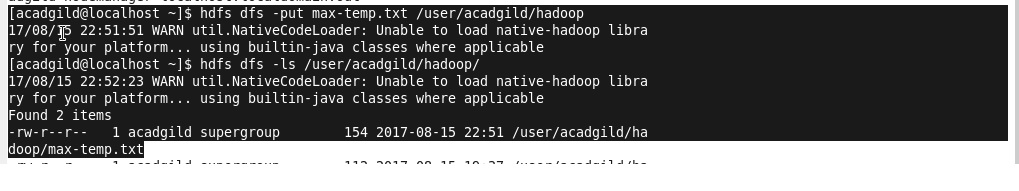 [acadgild@localhost ~]$ hdfs dfs -put max-temp.txt /user/acadgild/hadoop
17/08/15 22:51:51 WARN util.NativeCodeLoader: Unable to load native-hadoop libra
ry for your platform... using builtin-java classes where applicable
[acadgild@localhost ~]$ hdfs dfs -ls /user/acadgild/hadoop/
17/08/15 22:52:23 WARN util.NativeCodeLoader: Unable to load native-hadoop libra
ry for your platform... using builtin-java classes where applicable
Found 2 items
-rw-r--r--   1 acadgild supergroup        154 2017-08-15 22:51 /user/acadgild/ha
doop/max-temp.txt